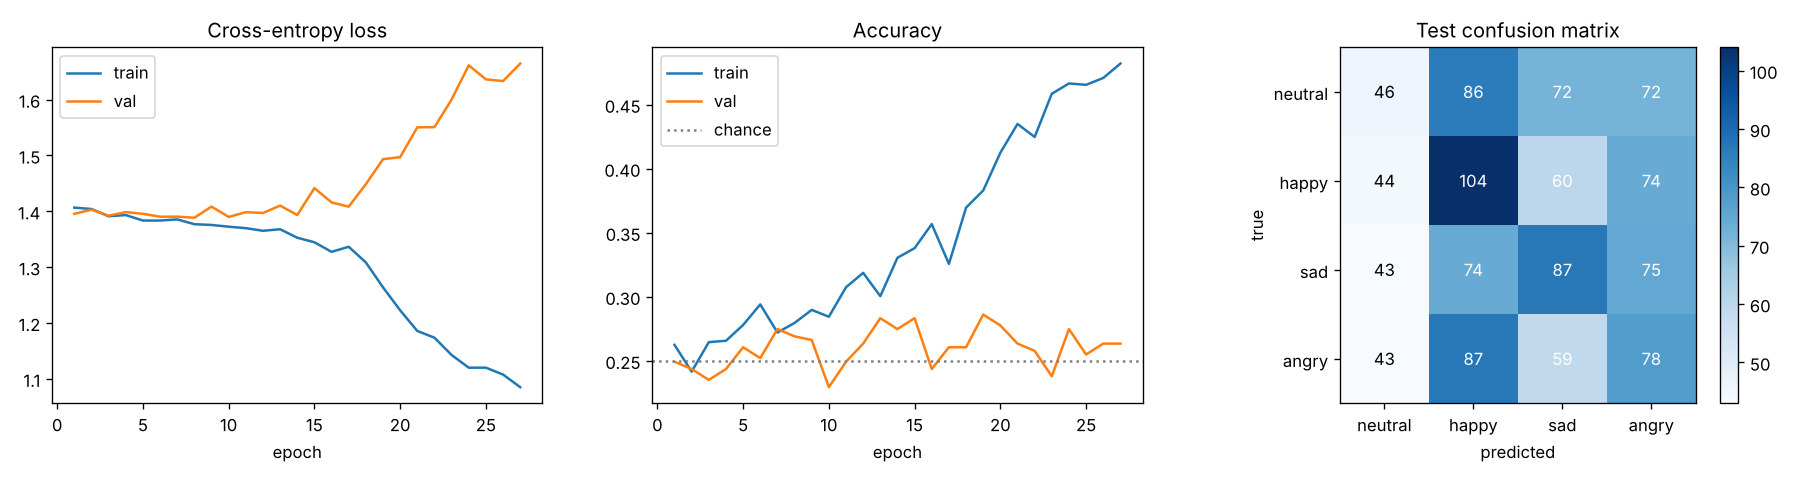 Cross-entropy loss
train
val
1.6
1.5
1.4
1.3
1.2
1.1
0 5 10 15 20 25
epoch
Accuracy
train
val
chance
0.45
0.40
0.35
0.30
0.25
0 5 10 15 20 25
epoch
Test confusion matrix
true
neutral 46 86 72 72
happy 44 104 60 74
sad 43 74 87 75
angry 43 87 59 78
neutral happy sad angry
predicted
100
90
80
70
60
50